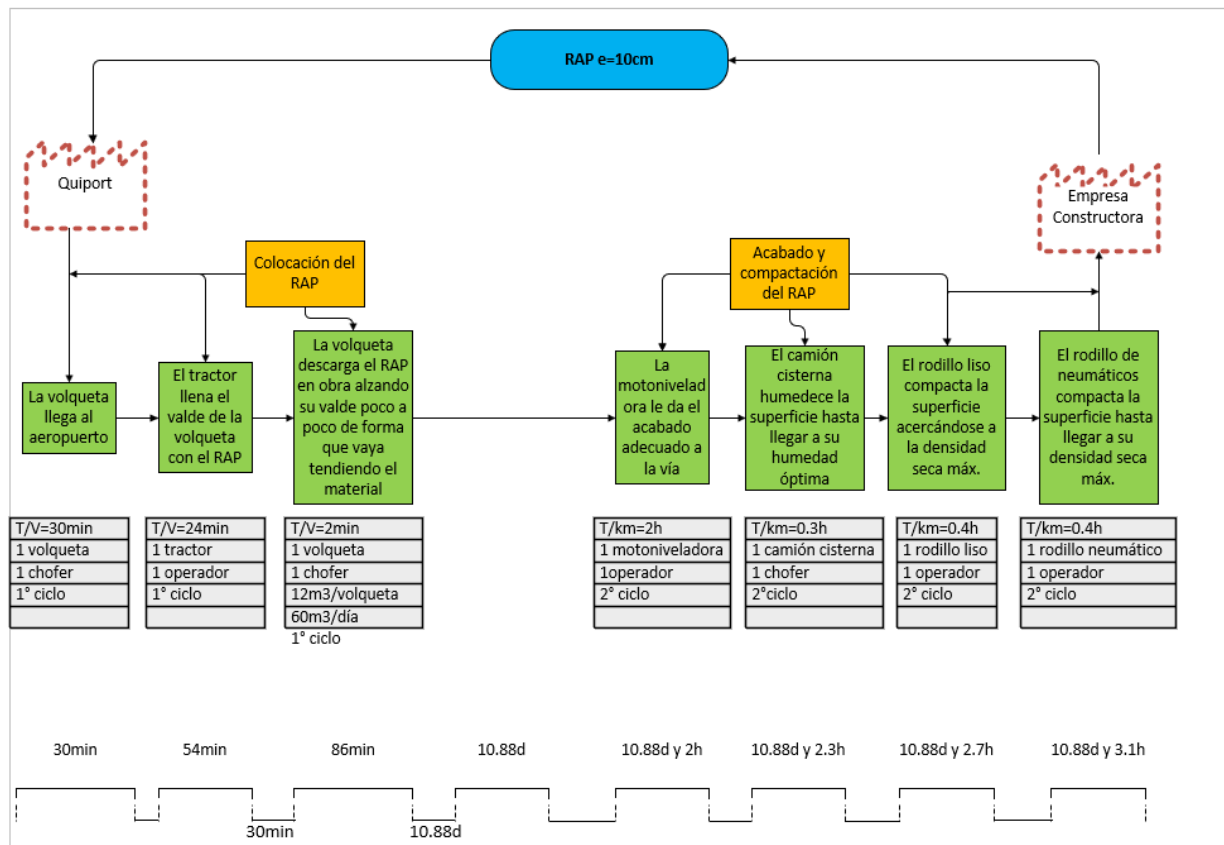 RAP e=10cm
Quiport
Empresa
Constructora
Colocación del
RAP
Acabado y
compactación
del RAP
La volqueta
llega al
aeropuerto
El tractor
llena el
valde de la
volqueta
con el RAP
La volqueta
descarga el RAP
en obra alzando
su valde poco a
poco de forma
que vaya
tendiendo el
material
La
motonivelad
ora le da el
acabado
adecuado a
la vía
El camión
cisterna
humedece la
superficie hasta
llegar a su
humedad
óptima
El rodillo liso
compacta la
superficie
acercándose a
la densidad
seca máx.
El rodillo de
neumáticos
compacta la
superficie hasta
llegar a su
densidad seca
máx.
T/V=30min
1 volqueta
1 chofer
1° ciclo
T/V=24min
1 tractor
1 operador
1° ciclo
T/V=2min
1 volqueta
1 chofer
12m3/volqueta
60m3/día
1° ciclo
T/km=2h
1 motoniveladora
1operador
2° ciclo
T/km=0.3h
1 camión cisterna
1 chofer
2°ciclo
T/km=0.4h
1 rodillo liso
1 operador
2° ciclo
T/km=0.4h
1 rodillo neumático
1 operador
2° ciclo
30min
54min
86min
10.88d
10.88d y 2h
10.88d y 2.3h
10.88d y 2.7h
10.88d y 3.1h
30min
10.88d